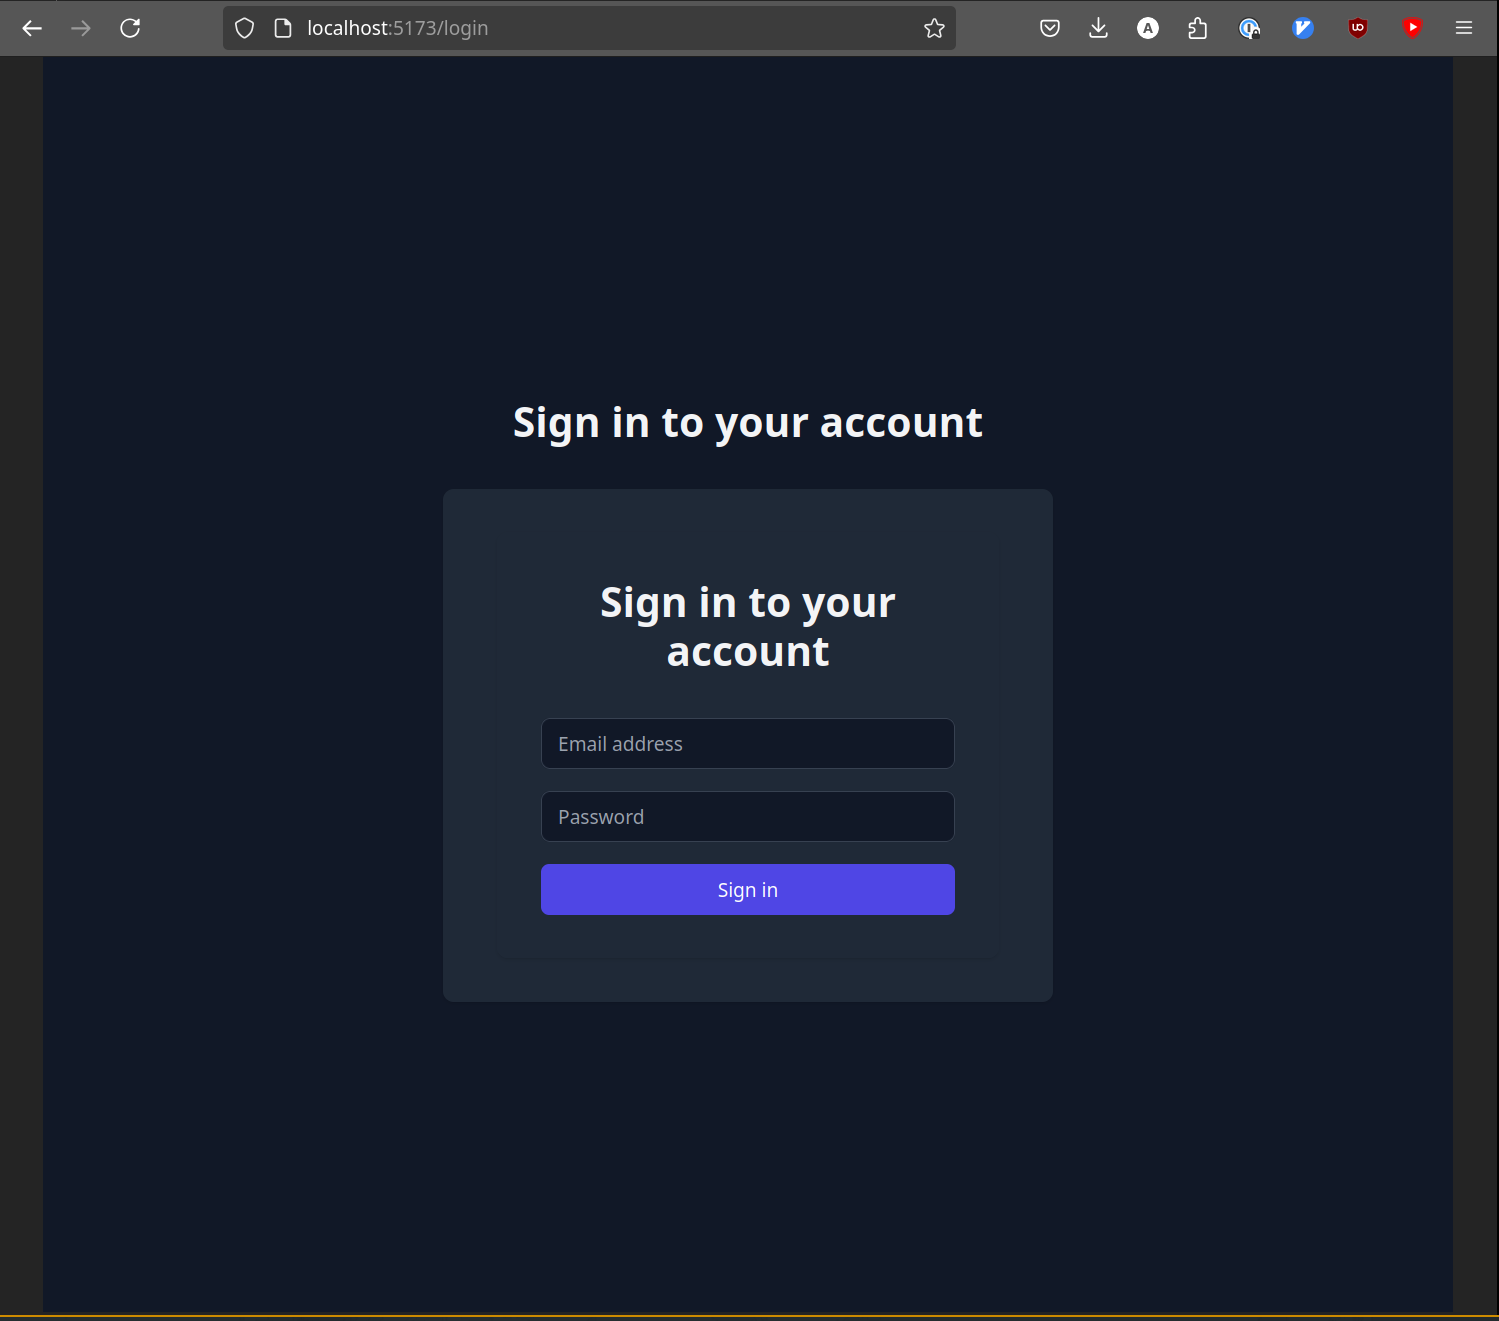 localhost:5173/login
A
Sign in to your account
Sign in to your
account
Email address
Password
Sign in